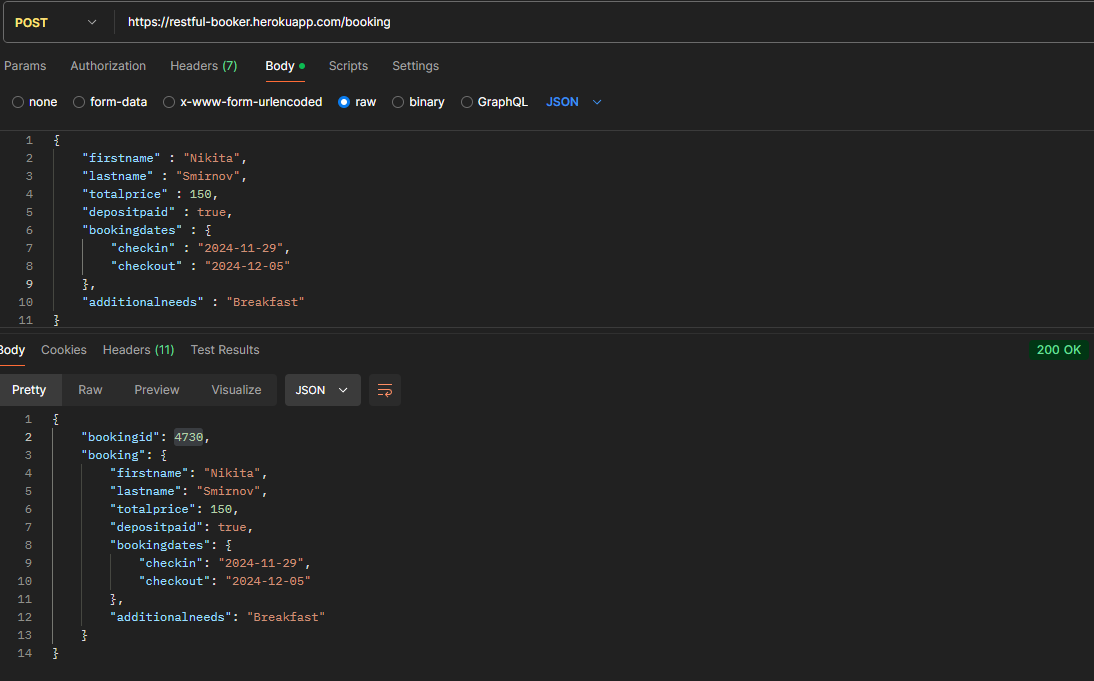 POST https://restful-booker.herokuapp.com/booking
Params Authorization Headers (7) Body Scripts Settings
none form-data x-www-form-urlencoded raw binary GraphQL JSON
1 {
2 "firstname" : "Nikita",
3 "lastname" : "Smirnov",
4 "totalprice" : 150,
5 "depositpaid" : true,
6 "bookingdates" : {
7 "checkin" : "2024-11-29",
8 "checkout" : "2024-12-05"
9 },
10 "additionalneeds" : "Breakfast"
11 }
Body Cookies Headers (11) Test Results 200 OK
Pretty Raw Preview Visualize JSON
1 {
2 "bookingid": 4730,
3 "booking": {
4 "firstname": "Nikita",
5 "lastname": "Smirnov",
6 "totalprice": 150,
7 "depositpaid": true,
8 "bookingdates": {
9 "checkin": "2024-11-29",
10 "checkout": "2024-12-05"
11 },
12 "additionalneeds": "Breakfast"
13 }
14 }